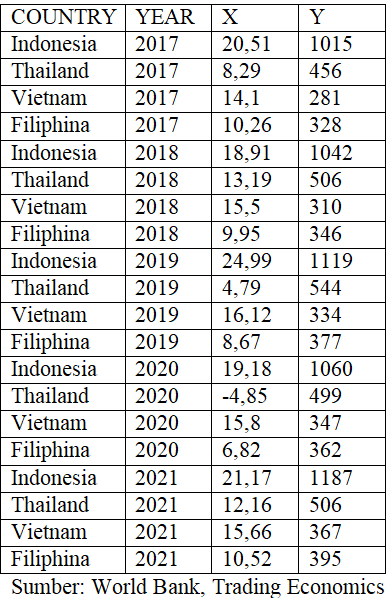 COUNTRY YEAR X Y
Indonesia 2017 20,51 1015
Thailand 2017 8,29 456
Vietnam 2017 14,1 281
Filiphina 2017 10,26 328
Indonesia 2018 18,91 1042
Thailand 2018 13,19 506
Vietnam 2018 15,5 310
Filiphina 2018 9,95 346
Indonesia 2019 24,99 1119
Thailand 2019 4,79 544
Vietnam 2019 16,12 334
Filiphina 2019 8,67 377
Indonesia 2020 19,18 1060
Thailand 2020 -4,85 499
Vietnam 2020 15,8 347
Filiphina 2020 6,82 362
Indonesia 2021 21,17 1187
Thailand 2021 12,16 506
Vietnam 2021 15,66 367
Filiphina 2021 10,52 395
Sumber: World Bank, Trading Economics